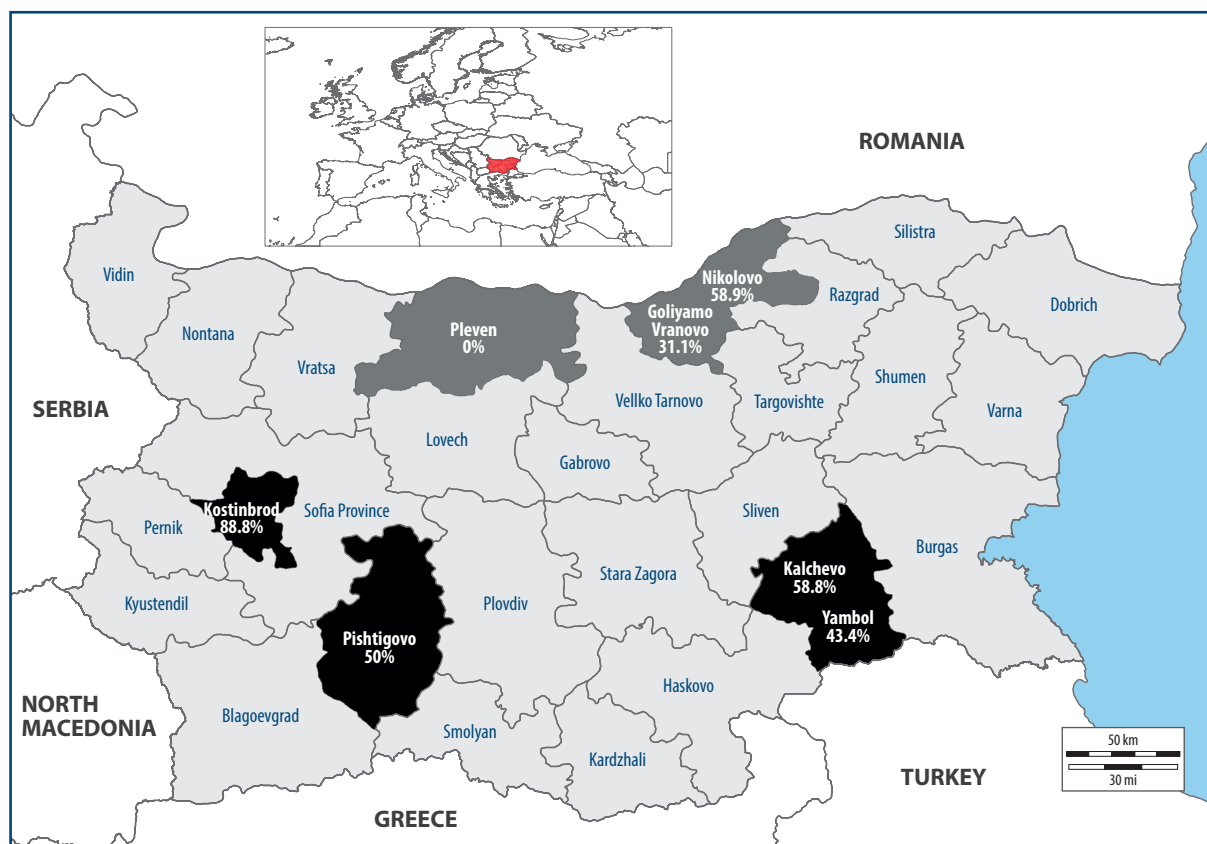 ROMANIA
Silistra
Vidin
Nikolovo
58.9%
Razgrad
Dobrich
Nontana
Pleven
0%
Goliyamo
Vranovo
31.1%
Vratsa
Shumen
SERBIA
Vellko Tarnovo
Targovishte
Varna
Lovech
Gabrovo
Kostinbrod
88.8%
Sofia Province
Sliven
Pernik
Burgas
Kalchevo
58.8%
Stara Zagora
Kyustendil
Plovdiv
Yambol
43.4%
Pishtigovo
50%
Haskovo
NORTH
MACEDONIA
Blagoevgrad
Smolyan
Kardzhali
50 km
30 mi
TURKEY
GREECE